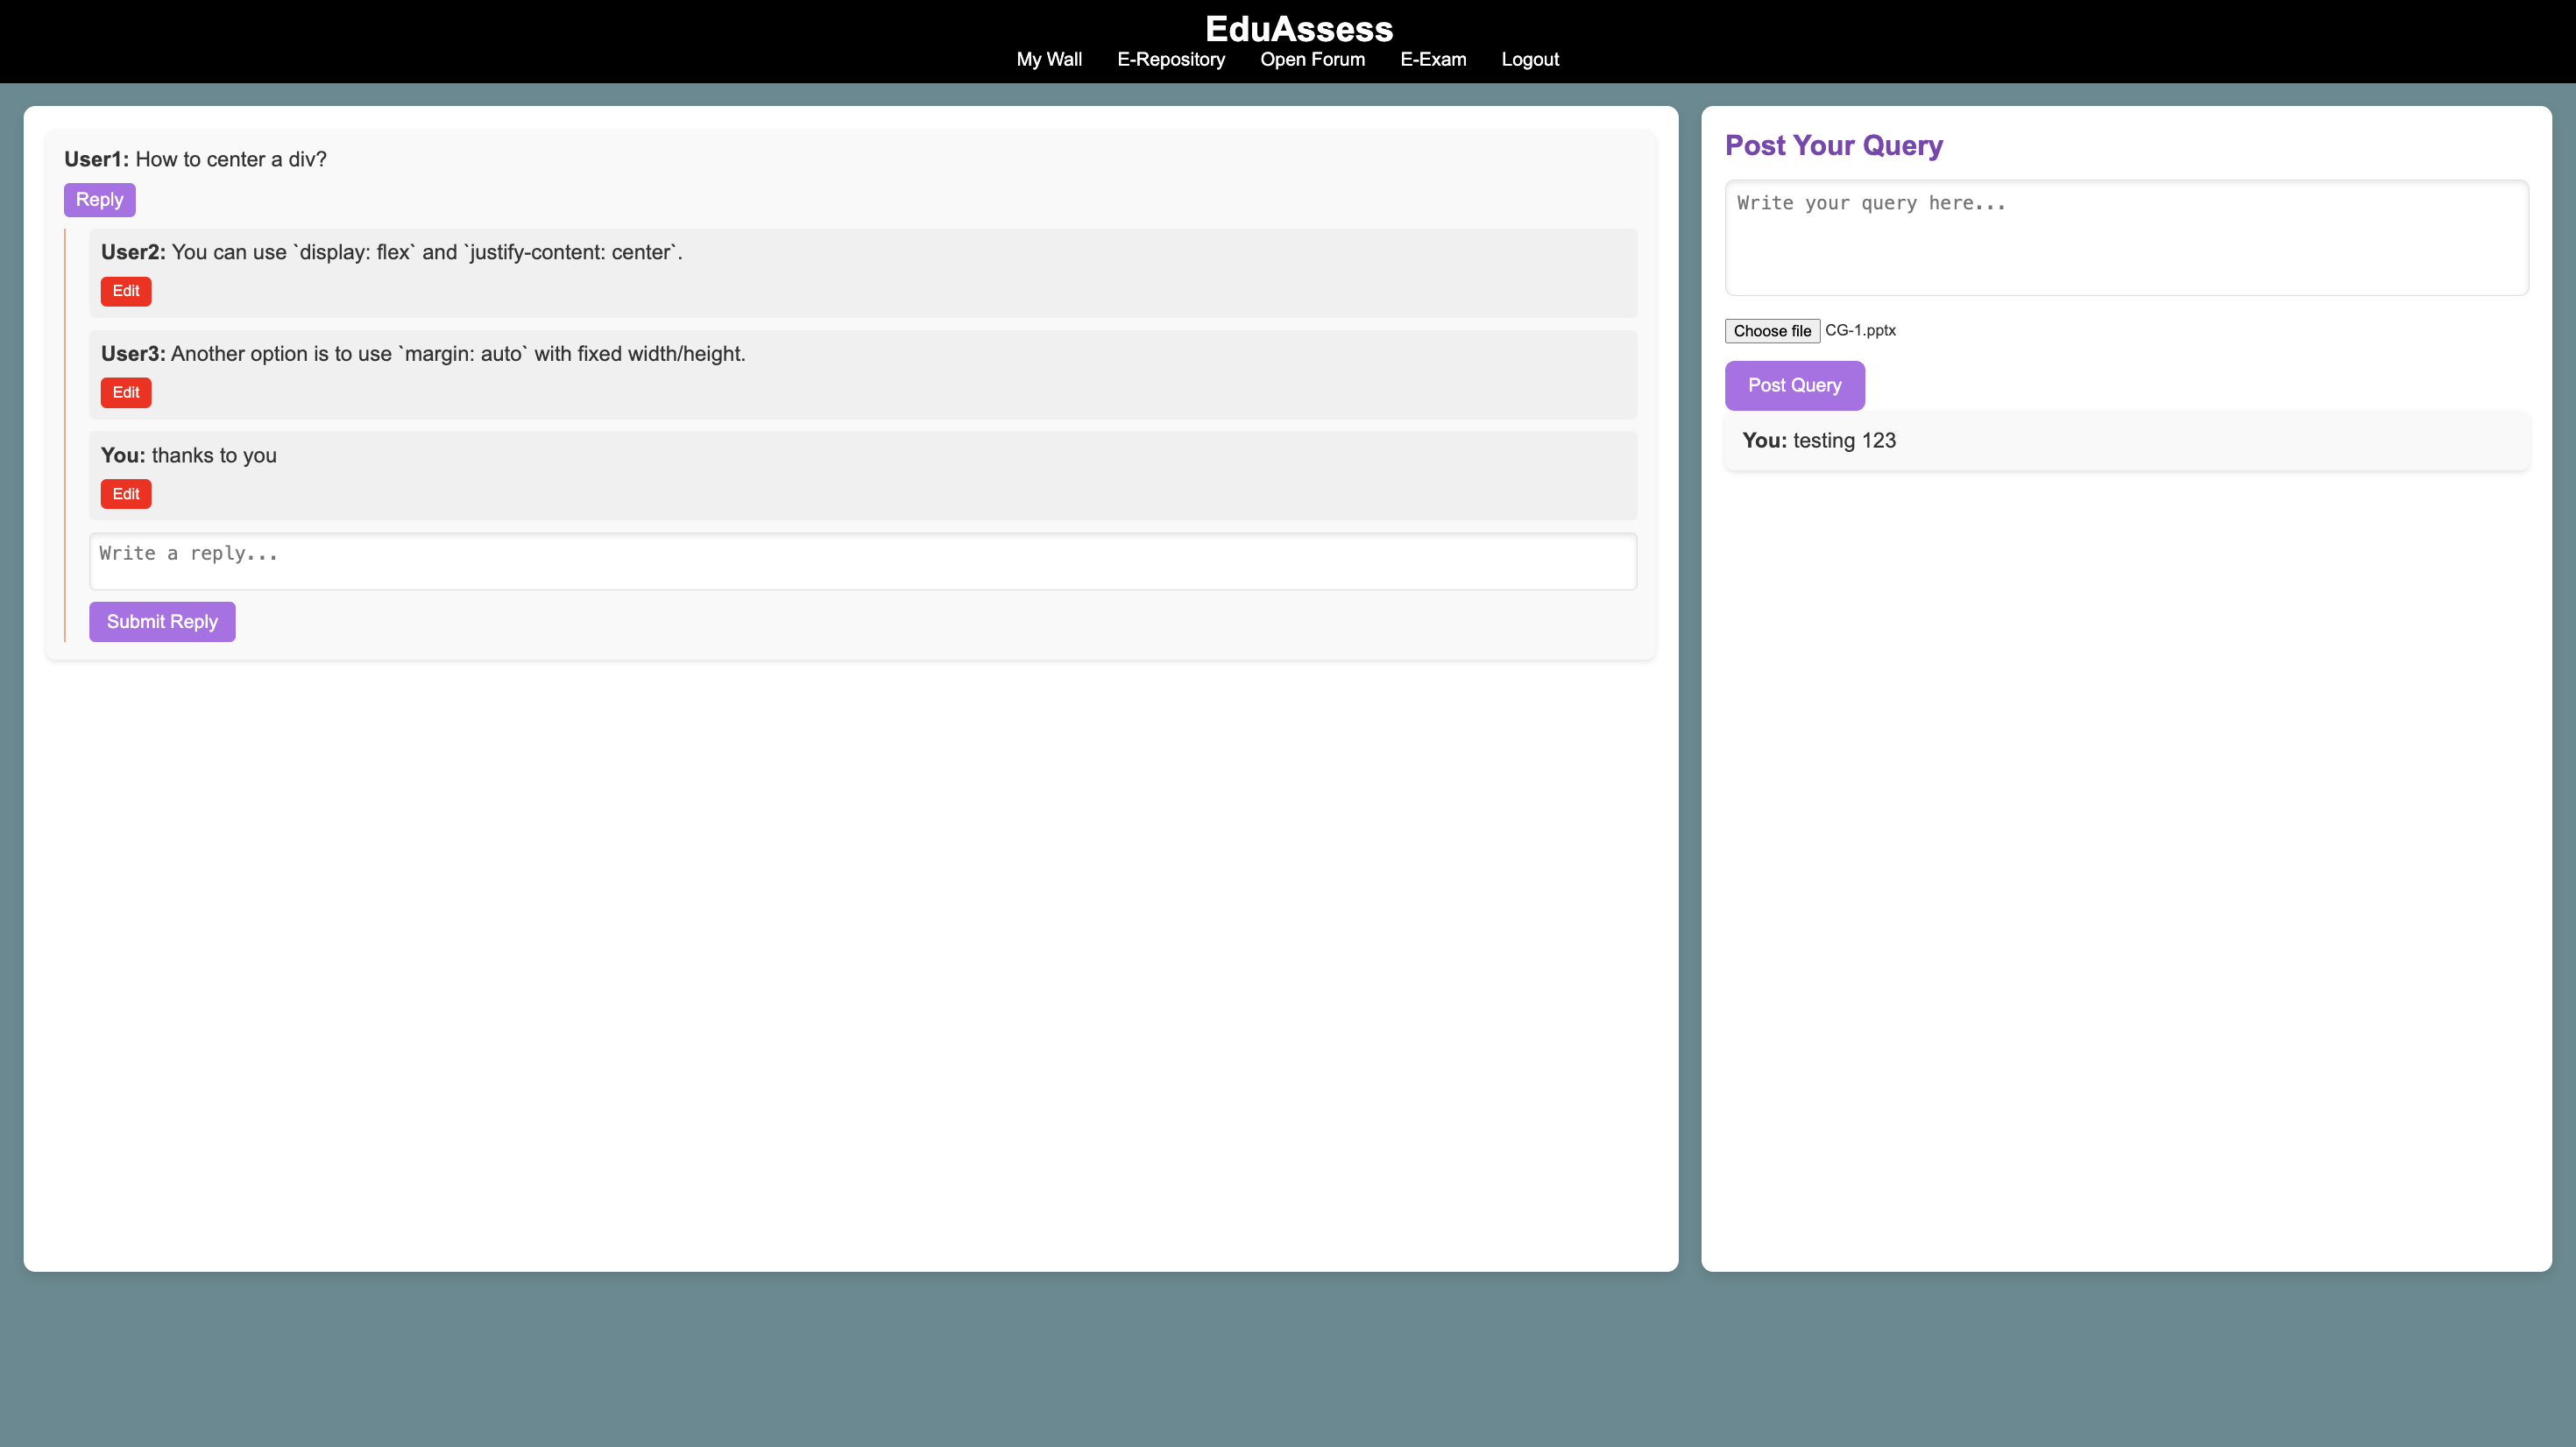 EduAssess
My Wall E-Repository Open Forum E-Exam Logout
User1: How to center a div?
Reply
User2: You can use `display: flex` and `justify-content: center`.
Edit
User3: Another option is to use `margin: auto` with fixed width/height.
Edit
You: thanks to you
Edit
Write a reply...
Submit Reply
Post Your Query
Write your query here...
Choose file CG-1.pptx
Post Query
You: testing 123